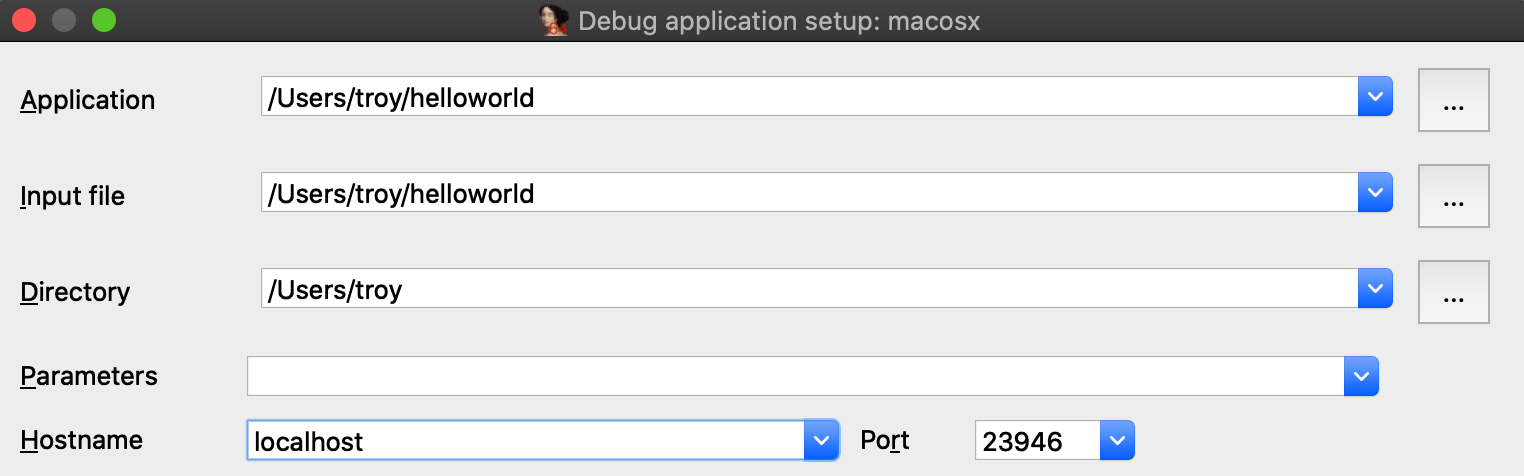 Debug application setup: macosx
Application /Users/troy/helloworld ...
Input file /Users/troy/helloworld ...
Directory /Users/troy ...
Parameters
Hostname localhost Port 23946